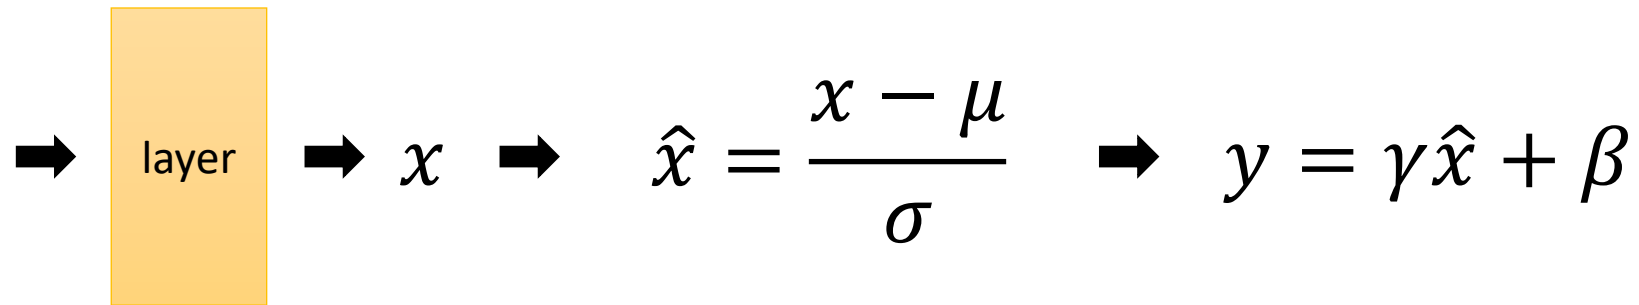 ➡ layer ➡ x ➡ x̂ = (x − μ) / σ ➡ y = γx̂ + β